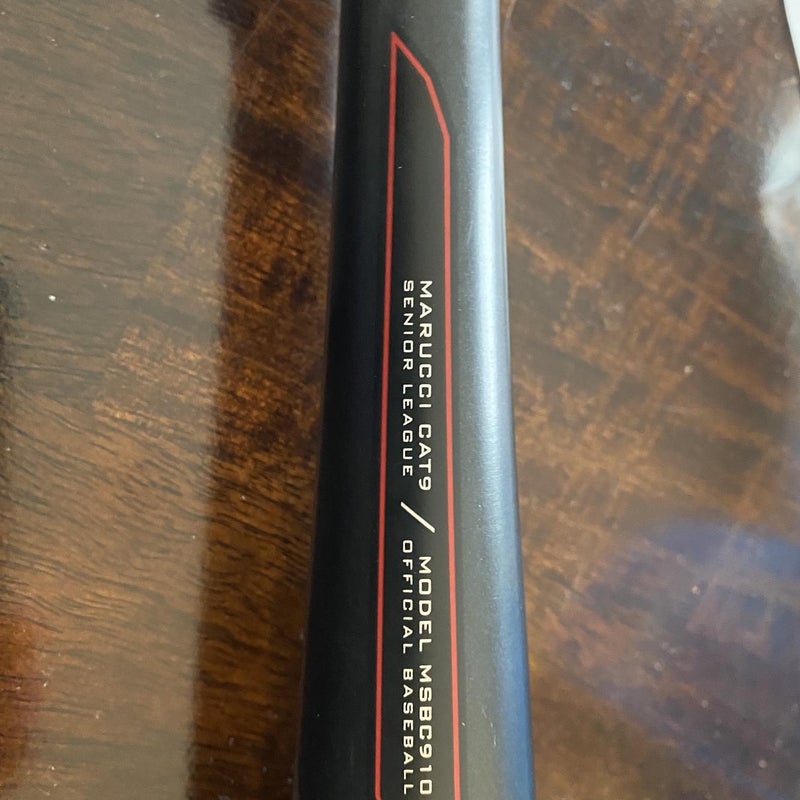 MARUCCI CAT9 / MODEL MSBC910
SENIOR LEAGUE / OFFICIAL BASEBALL